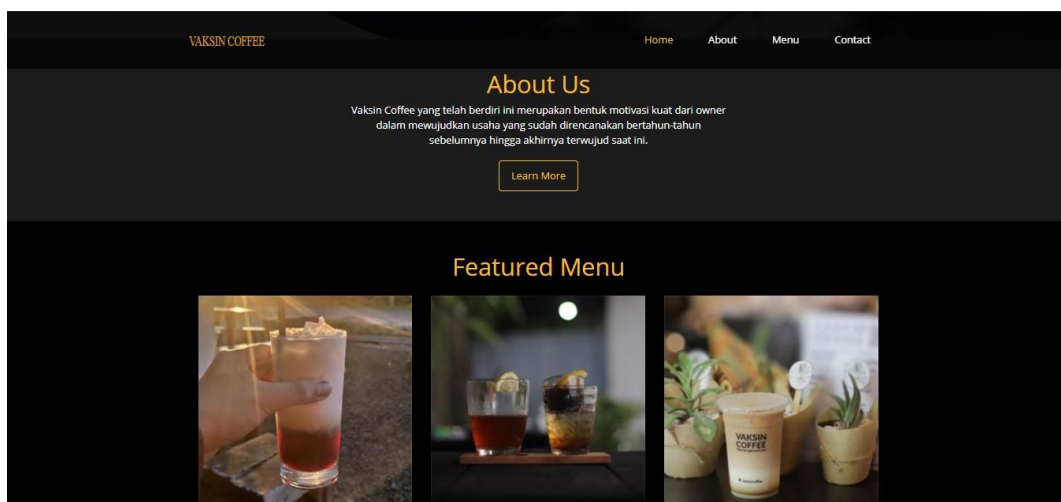 VAKSIN COFFEE
Home About Menu Contact
About Us
Vaksin Coffee yang telah berdiri ini merupakan bentuk motivasi kuat dari owner
dalam mewujudkan usaha yang sudah direncanakan bertahun-tahun
sebelumnya hingga akhirnya terwujud saat ini.
Learn More
Featured Menu
VAKSIN
COFFEE